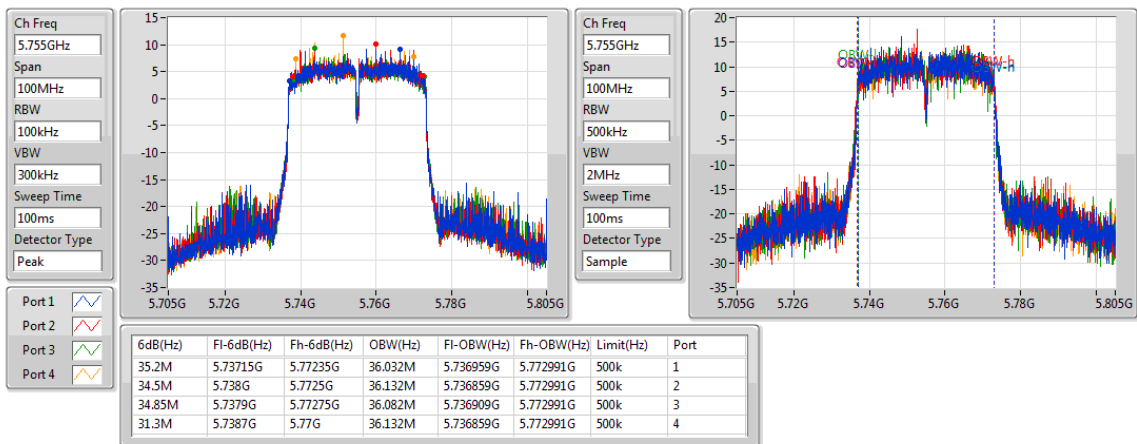 Ch Freq
5.755GHz
Span
100MHz
RBW
100kHz
VBW
300kHz
Sweep Time
100ms
Detector Type
Peak
15
10
5
0
-5
-10
-15
-20
-25
-30
-35
5.705G 5.72G 5.74G 5.76G 5.78G 5.805G
Ch Freq
5.755GHz
Span
100MHz
RBW
500kHz
VBW
2MHz
Sweep Time
100ms
Detector Type
Sample
20
15
10
5
0
-5
-10
-15
-20
-25
-30
-35
5.705G 5.72G 5.74G 5.76G 5.78G 5.805G
Port 1
Port 2
Port 3
Port 4
6dB(Hz) Fl-6dB(Hz) Fh-6dB(Hz) OBW(Hz) Fl-OBW(Hz) Fh-OBW(Hz) Limit(Hz) Port
35.2M 5.73715G 5.77235G 36.032M 5.736959G 5.772991G 500k 1
34.5M 5.738G 5.7725G 36.132M 5.736859G 5.772991G 500k 2
34.85M 5.7379G 5.77275G 36.082M 5.736909G 5.772991G 500k 3
31.3M 5.7387G 5.77G 36.132M 5.736859G 5.772991G 500k 4